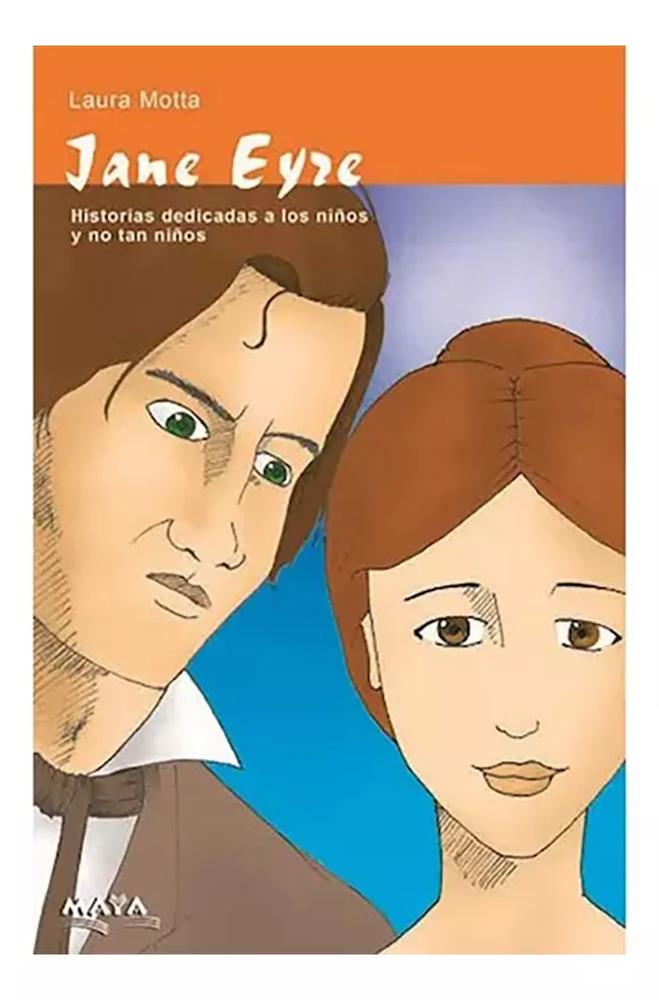 Laura Motta
Jane Eyre
Historias dedicadas a los niños
y no tan niños
MAYA